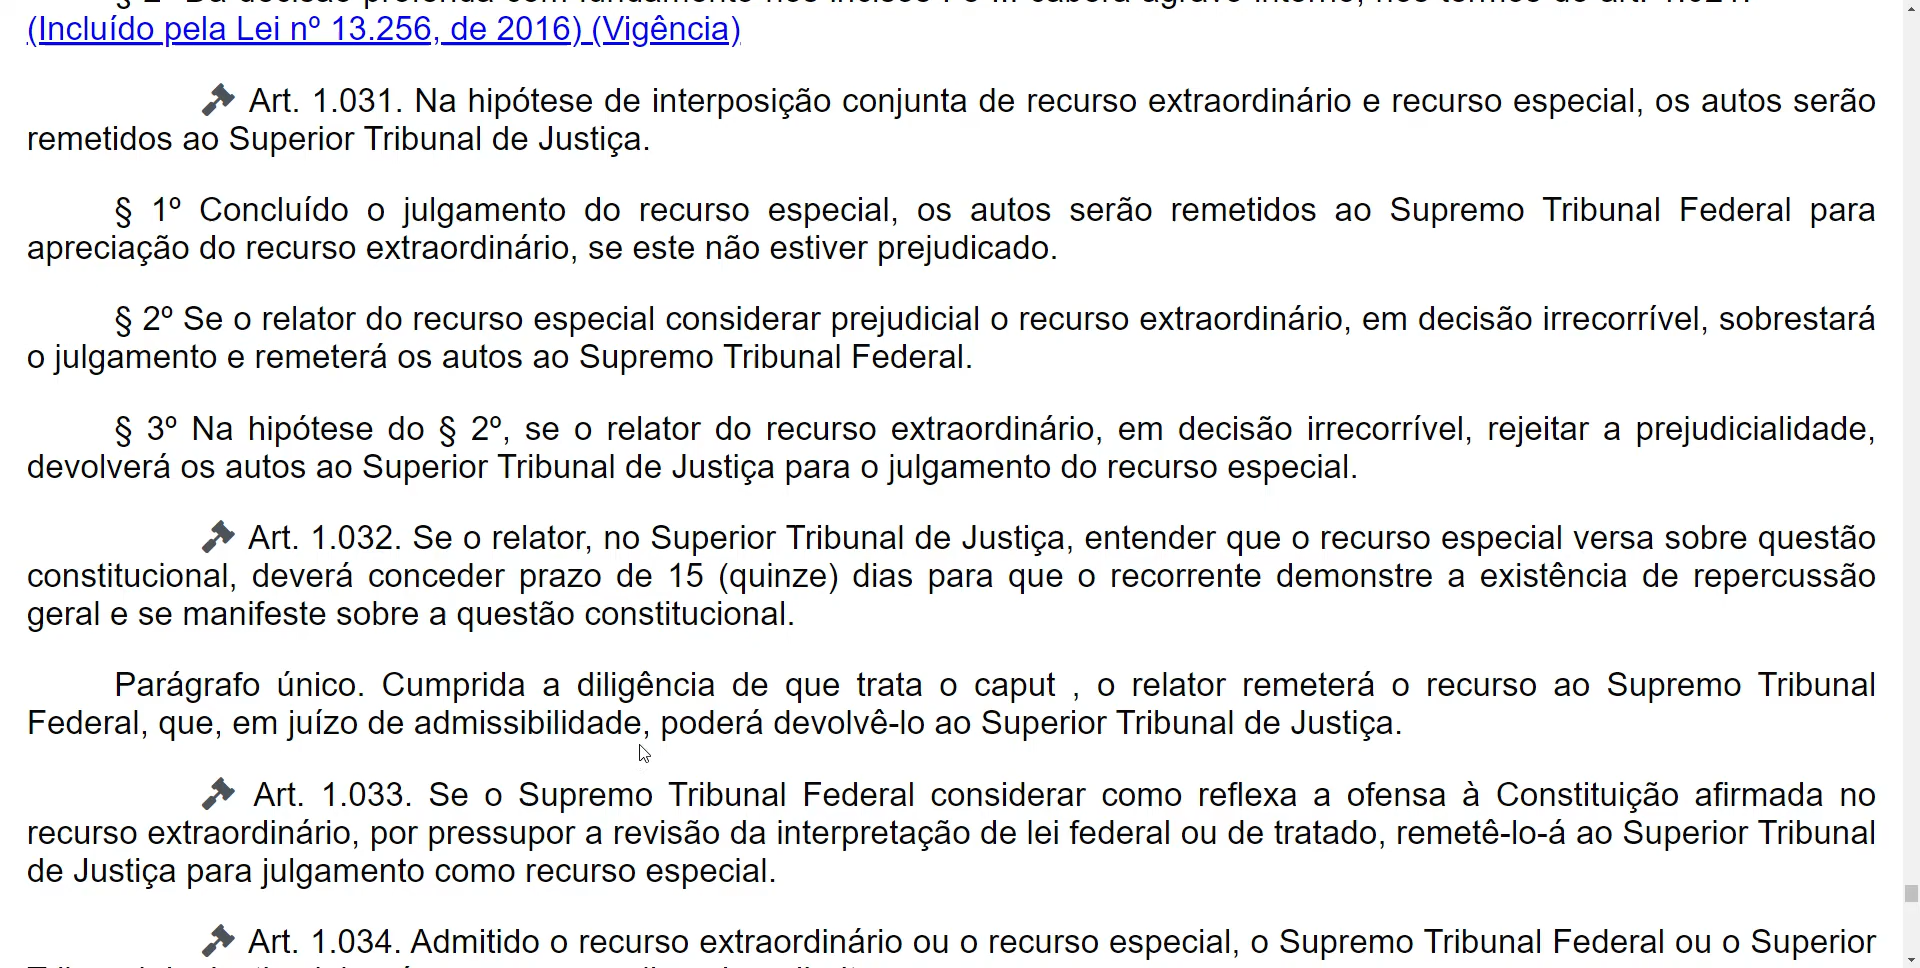 (Incluído pela Lei nº 13.256, de 2016) (Vigência)
Art. 1.031. Na hipótese de interposição conjunta de recurso extraordinário e recurso especial, os autos serão
remetidos ao Superior Tribunal de Justiça.
§ 1º Concluído o julgamento do recurso especial, os autos serão remetidos ao Supremo Tribunal Federal para
apreciação do recurso extraordinário, se este não estiver prejudicado.
§ 2º Se o relator do recurso especial considerar prejudicial o recurso extraordinário, em decisão irrecorrível, sobrestará
o julgamento e remeterá os autos ao Supremo Tribunal Federal.
§ 3º Na hipótese do § 2º, se o relator do recurso extraordinário, em decisão irrecorrível, rejeitar a prejudicialidade,
devolverá os autos ao Superior Tribunal de Justiça para o julgamento do recurso especial.
Art. 1.032. Se o relator, no Superior Tribunal de Justiça, entender que o recurso especial versa sobre questão
constitucional, deverá conceder prazo de 15 (quinze) dias para que o recorrente demonstre a existência de repercussão
geral e se manifeste sobre a questão constitucional.
Parágrafo único. Cumprida a diligência de que trata o caput , o relator remeterá o recurso ao Supremo Tribunal
Federal, que, em juízo de admissibilidade, poderá devolvê-lo ao Superior Tribunal de Justiça.
Art. 1.033. Se o Supremo Tribunal Federal considerar como reflexa a ofensa à Constituição afirmada no
recurso extraordinário, por pressupor a revisão da interpretação de lei federal ou de tratado, remetê-lo-á ao Superior Tribunal
de Justiça para julgamento como recurso especial.
Art. 1.034. Admitido o recurso extraordinário ou o recurso especial, o Supremo Tribunal Federal ou o Superior